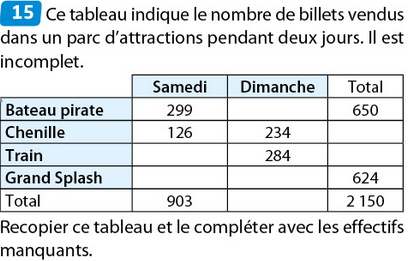 15 Ce tableau indique le nombre de billets vendus
dans un parc d’attractions pendant deux jours. Il est
incomplet.
Samedi Dimanche Total
Bateau pirate 299 650
Chenille 126 234
Train 284
Grand Splash 624
Total 903 2 150
Recopier ce tableau et le compléter avec les effectifs
manquants.